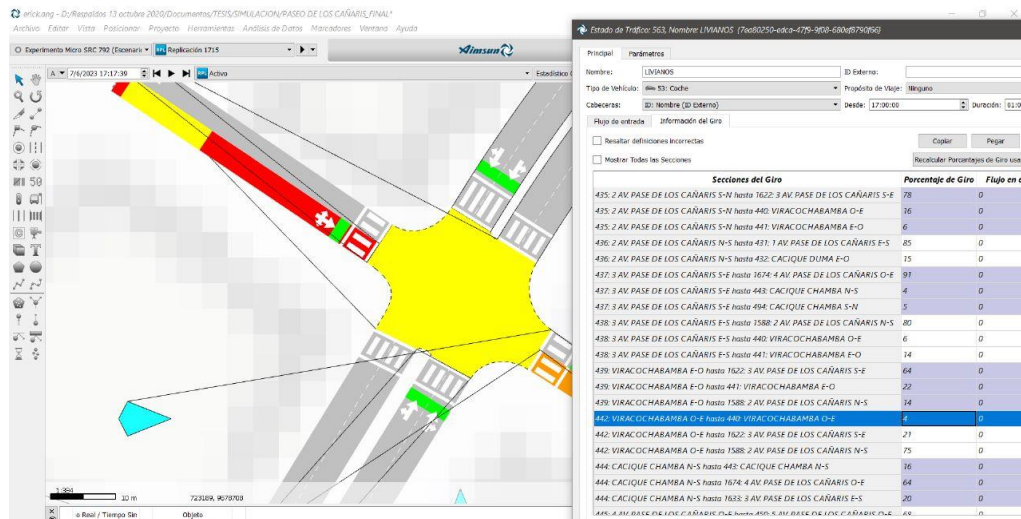 erick.ang - D:/Respaldos 13 octubre 2020/Documentos/TESIS/SIMULACION/PASEO DE LOS CAÑARIS_FINAL*
Archivo Editar Vista Posicionar Proyecto Herramientas Análisis de Datos Marcadores Ventana Ayuda
Experimento Micro SRC 792 (Escenari RPL Replicación 1715
Aimsun
A 7/6/2023 17:17:39 RPL Activo Estadístico
50
1:384
10 m
723189, 9678708
o Real / Tiempo Sin Objeto
Estado de Tráfico: 563, Nombre: LIVIANOS
Principal Parámetros
Nombre: LIVIANOS ID Externo:
Tipo de Vehículo: 53: Coche Propósito de Viaje: Ninguno
Cabeceras: ID: Nombre (ID Externo) Desde: 17:00:00 Duración: 01:0
Flujo de entrada Información del Giro
Resaltar definiciones incorrectas Copiar Pegar
Mostrar Todas las Secciones Recalcular Porcentajes de Giro usa
Secciones del Giro Porcentaje de Giro Flujo en
435: 2 AV. PASE DE LOS CAÑARIS S-N hasta 1622: 3 AV. PASE DE LOS CAÑARIS S-E 78 0
435: 2 AV. PASE DE LOS CAÑARIS S-N hasta 440: VIRACOCHABAMBA O-E 16 0
435: 2 AV. PASE DE LOS CAÑARIS S-N hasta 441: VIRACOCHABAMBA E-O 6 0
436: 2 AV. PASE DE LOS CAÑARIS N-S hasta 431: 1 AV. PASE DE LOS CAÑARIS E-S 85 0
436: 2 AV. PASE DE LOS CAÑARIS N-S hasta 432: CACIQUE DUMA E-O 15 0
437: 3 AV. PASE DE LOS CAÑARIS S-E hasta 1674: 4 AV. PASE DE LOS CAÑARIS O-E 91 0
437: 3 AV. PASE DE LOS CAÑARIS S-E hasta 443: CACIQUE CHAMBA N-S 4 0
437: 3 AV. PASE DE LOS CAÑARIS S-E hasta 494: CACIQUE CHAMBA S-N 5 0
438: 3 AV. PASE DE LOS CAÑARIS E-S hasta 1588: 2 AV. PASE DE LOS CAÑARIS N-S 80 0
438: 3 AV. PASE DE LOS CAÑARIS E-S hasta 440: VIRACOCHABAMBA O-E 6 0
438: 3 AV. PASE DE LOS CAÑARIS E-S hasta 441: VIRACOCHABAMBA E-O 14 0
439: VIRACOCHABAMBA E-O hasta 1622: 3 AV. PASE DE LOS CAÑARIS S-E 64 0
439: VIRACOCHABAMBA E-O hasta 441: VIRACOCHABAMBA E-O 22 0
439: VIRACOCHABAMBA E-O hasta 1588: 2 AV. PASE DE LOS CAÑARIS N-S 14 0
442: VIRACOCHABAMBA O-E hasta 440: VIRACOCHABAMBA O-E 4 0
442: VIRACOCHABAMBA O-E hasta 1622: 3 AV. PASE DE LOS CAÑARIS S-E 21 0
442: VIRACOCHABAMBA O-E hasta 1588: 2 AV. PASE DE LOS CAÑARIS N-S 75 0
444: CACIQUE CHAMBA N-S hasta 443: CACIQUE CHAMBA N-S 16 0
444: CACIQUE CHAMBA N-S hasta 1674: 4 AV. PASE DE LOS CAÑARIS O-E 64 0
444: CACIQUE CHAMBA N-S hasta 1633: 3 AV. PASE DE LOS CAÑARIS E-S 20 0